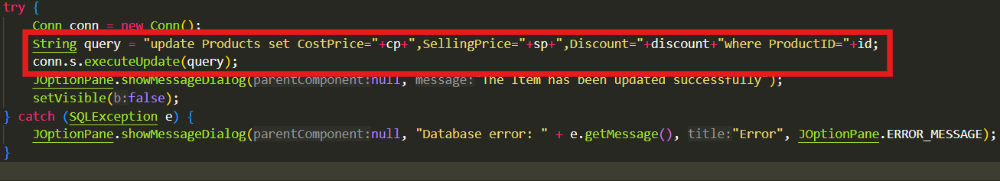 try {
Conn conn = new Conn();
String query = "update Products set CostPrice="+cp+",SellingPrice="+sp+",Discount="+discount+"where ProductID="+id;
conn.s.executeUpdate(query);
JOptionPane.showMessageDialog(parentComponent:null, message:"The Item has been updated successfully");
setVisible(b:false);
} catch (SQLException e) {
JOptionPane.showMessageDialog(parentComponent:null, "Database error: " + e.getMessage(), title:"Error", JOptionPane.ERROR_MESSAGE);
}